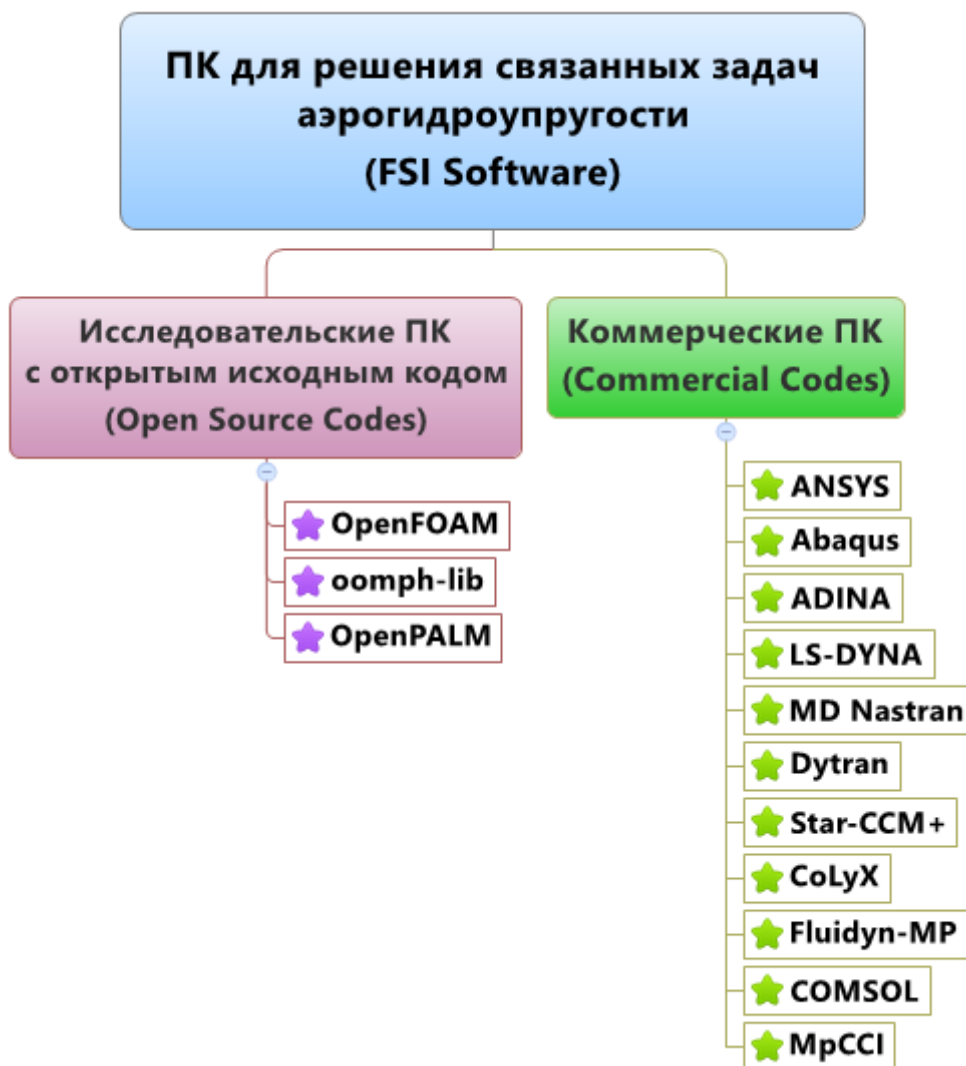 ПК для решения связанных задач
аэрогидроупругости
(FSI Software)
Исследовательские ПК
с открытым исходным кодом
(Open Source Codes)
OpenFOAM
oomph-lib
OpenPALM
Коммерческие ПК
(Commercial Codes)
ANSYS
Abaqus
ADINA
LS-DYNA
MD Nastran
Dytran
Star-CCM+
CoLyX
Fluidyn-MP
COMSOL
MpCCI